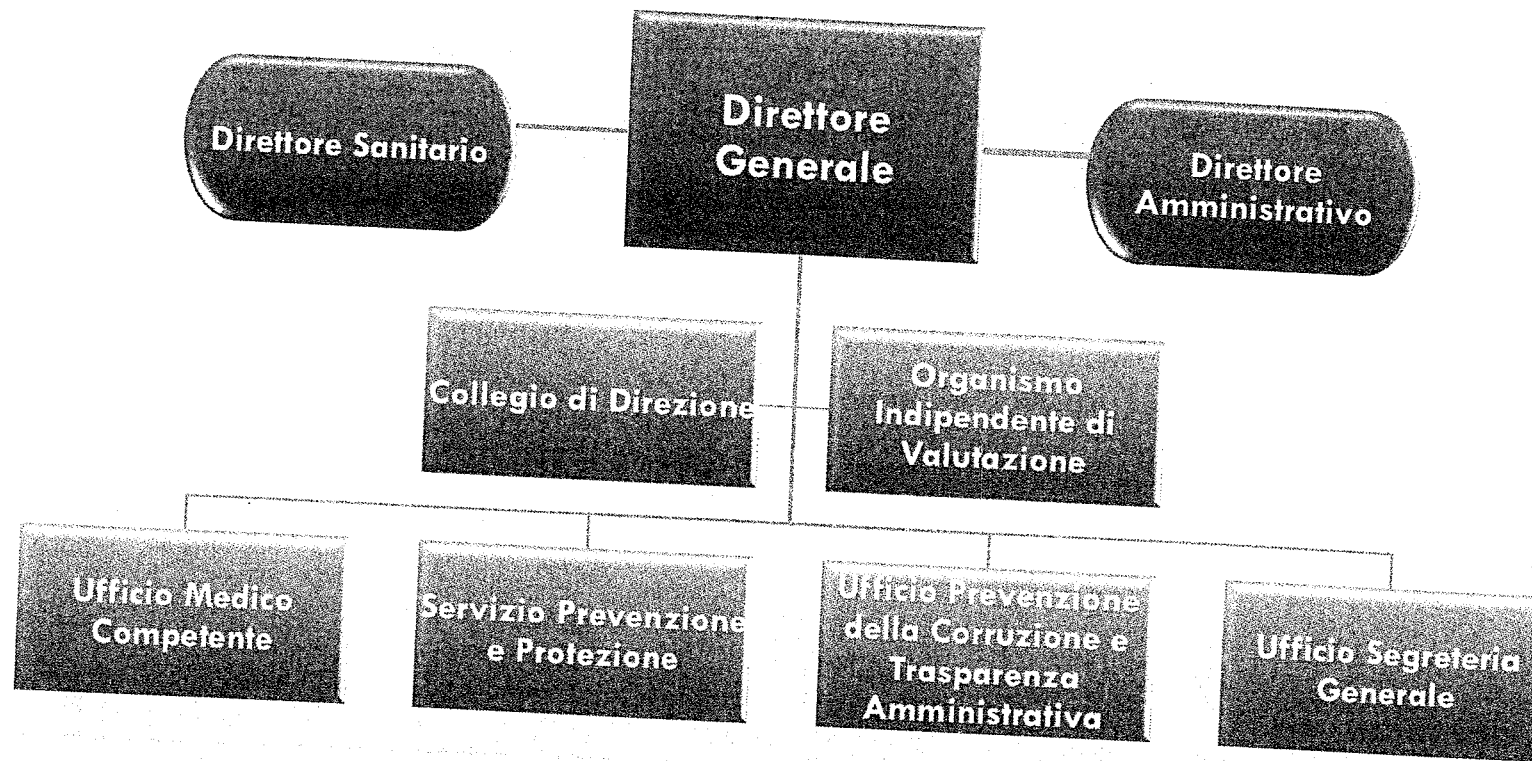 Direttore
Generale
Direttore Sanitario
Direttore
Amministrativo
Collegio di Direzione
Organismo
Indipendente di
Valutazione
Ufficio Medico
Competente
Servizio Prevenzione
e Protezione
Ufficio Prevenzione
della Corruzione e
Trasparenza
Amministrativa
Ufficio Segreteria
Generale